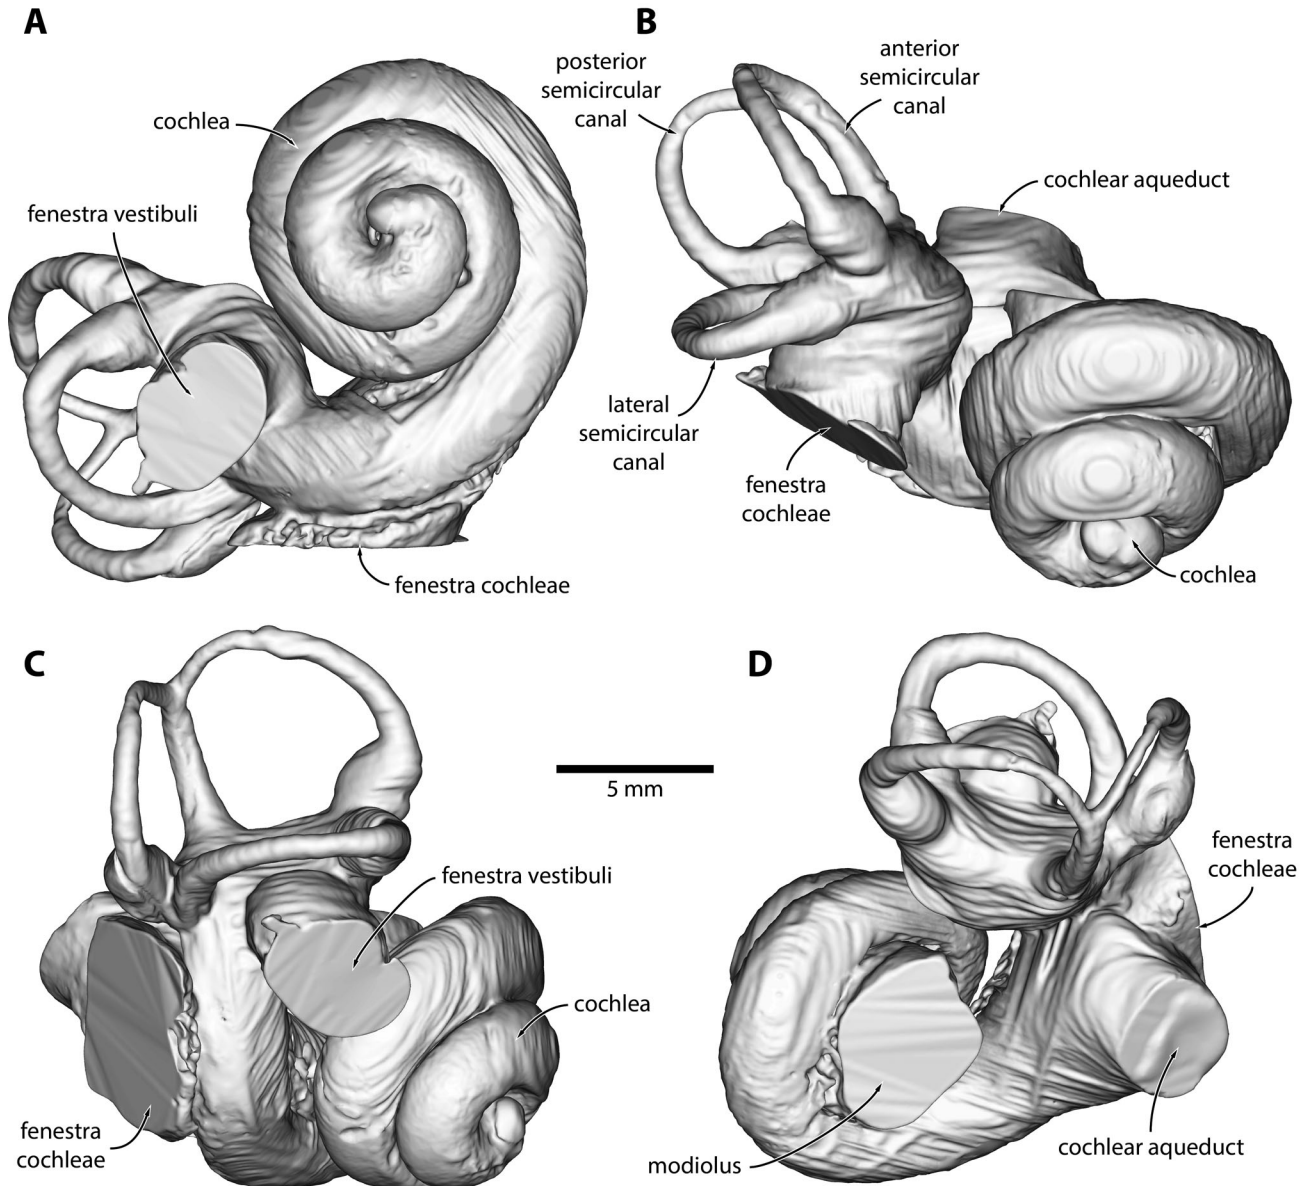 A
cochlea
fenestra vestibuli
fenestra cochleae
B
posterior
semicircular
canal
anterior
semicircular
canal
cochlear aqueduct
lateral
semicircular
canal
fenestra
cochleae
cochlea
C
fenestra vestibuli
cochlea
fenestra
cochleae
5 mm
D
fenestra
cochleae
modiolus
cochlear aqueduct